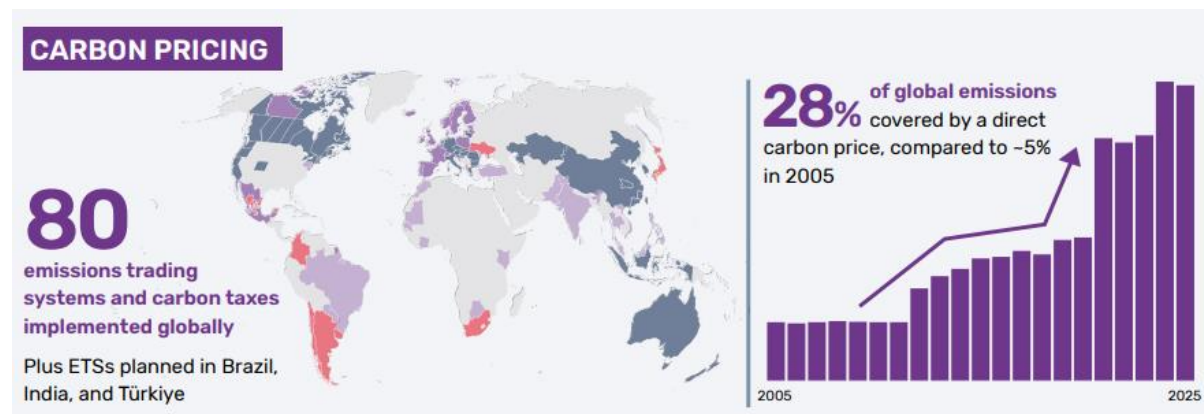 CARBON PRICING
80
emissions trading
systems and carbon taxes
implemented globally
Plus ETSs planned in Brazil,
India, and Türkiye
28% of global emissions
covered by a direct
carbon price, compared to ~5%
in 2005
2005
2025